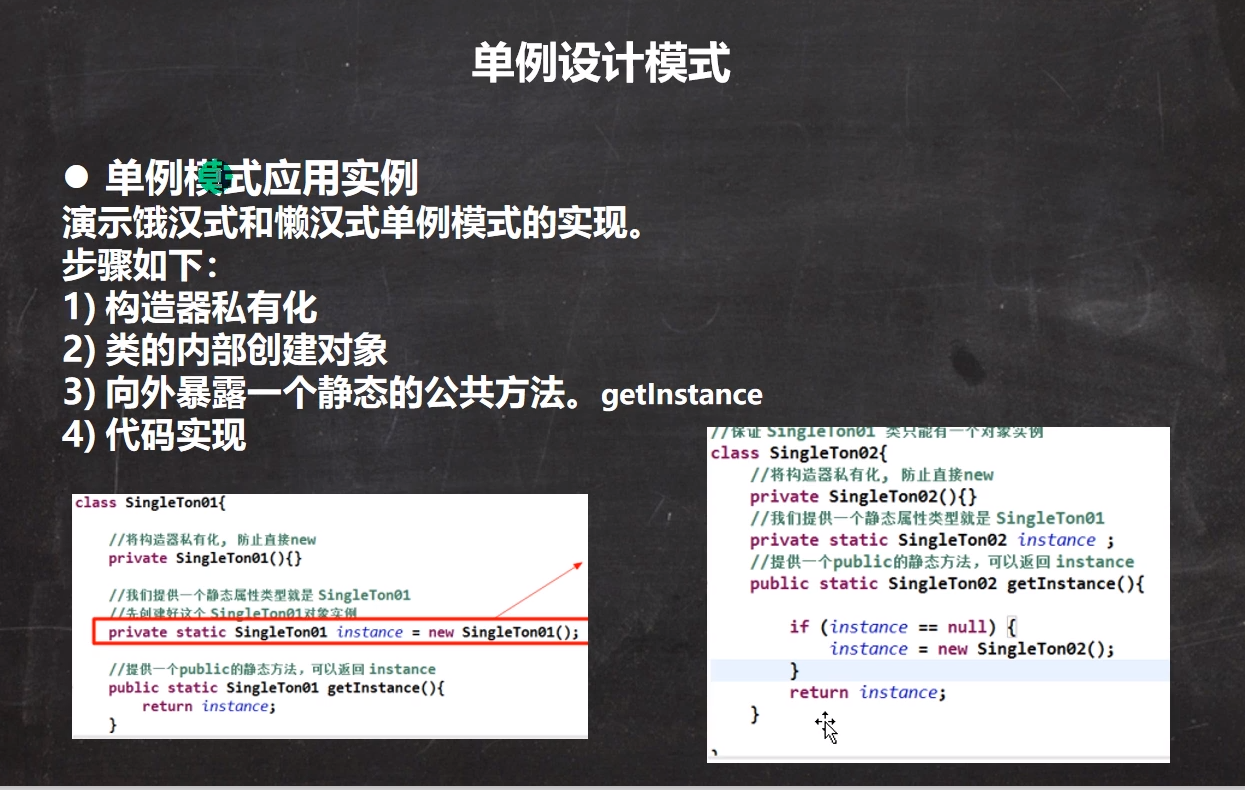 单例设计模式
● 单例模式应用实例
演示饿汉式和懒汉式单例模式的实现。
步骤如下：
1) 构造器私有化
2) 类的内部创建对象
3) 向外暴露一个静态的公共方法。getInstance
4) 代码实现
class SingleTon01{
//将构造器私有化, 防止直接new
private SingleTon01(){}
//我们提供一个静态属性类型就是 SingleTon01
//先创建好这个 SingleTon01对象实例
private static SingleTon01 instance = new SingleTon01();
//提供一个public的静态方法，可以返回 instance
public static SingleTon01 getInstance(){
return instance;
}
//保证 SingleTon01 类只能有一个对象实例
class SingleTon02{
//将构造器私有化, 防止直接new
private SingleTon02(){}
//我们提供一个静态属性类型就是 SingleTon01
private static SingleTon02 instance ;
//提供一个public的静态方法，可以返回 instance
public static SingleTon02 getInstance(){
if (instance == null) {
instance = new SingleTon02();
}
return instance;
}
}